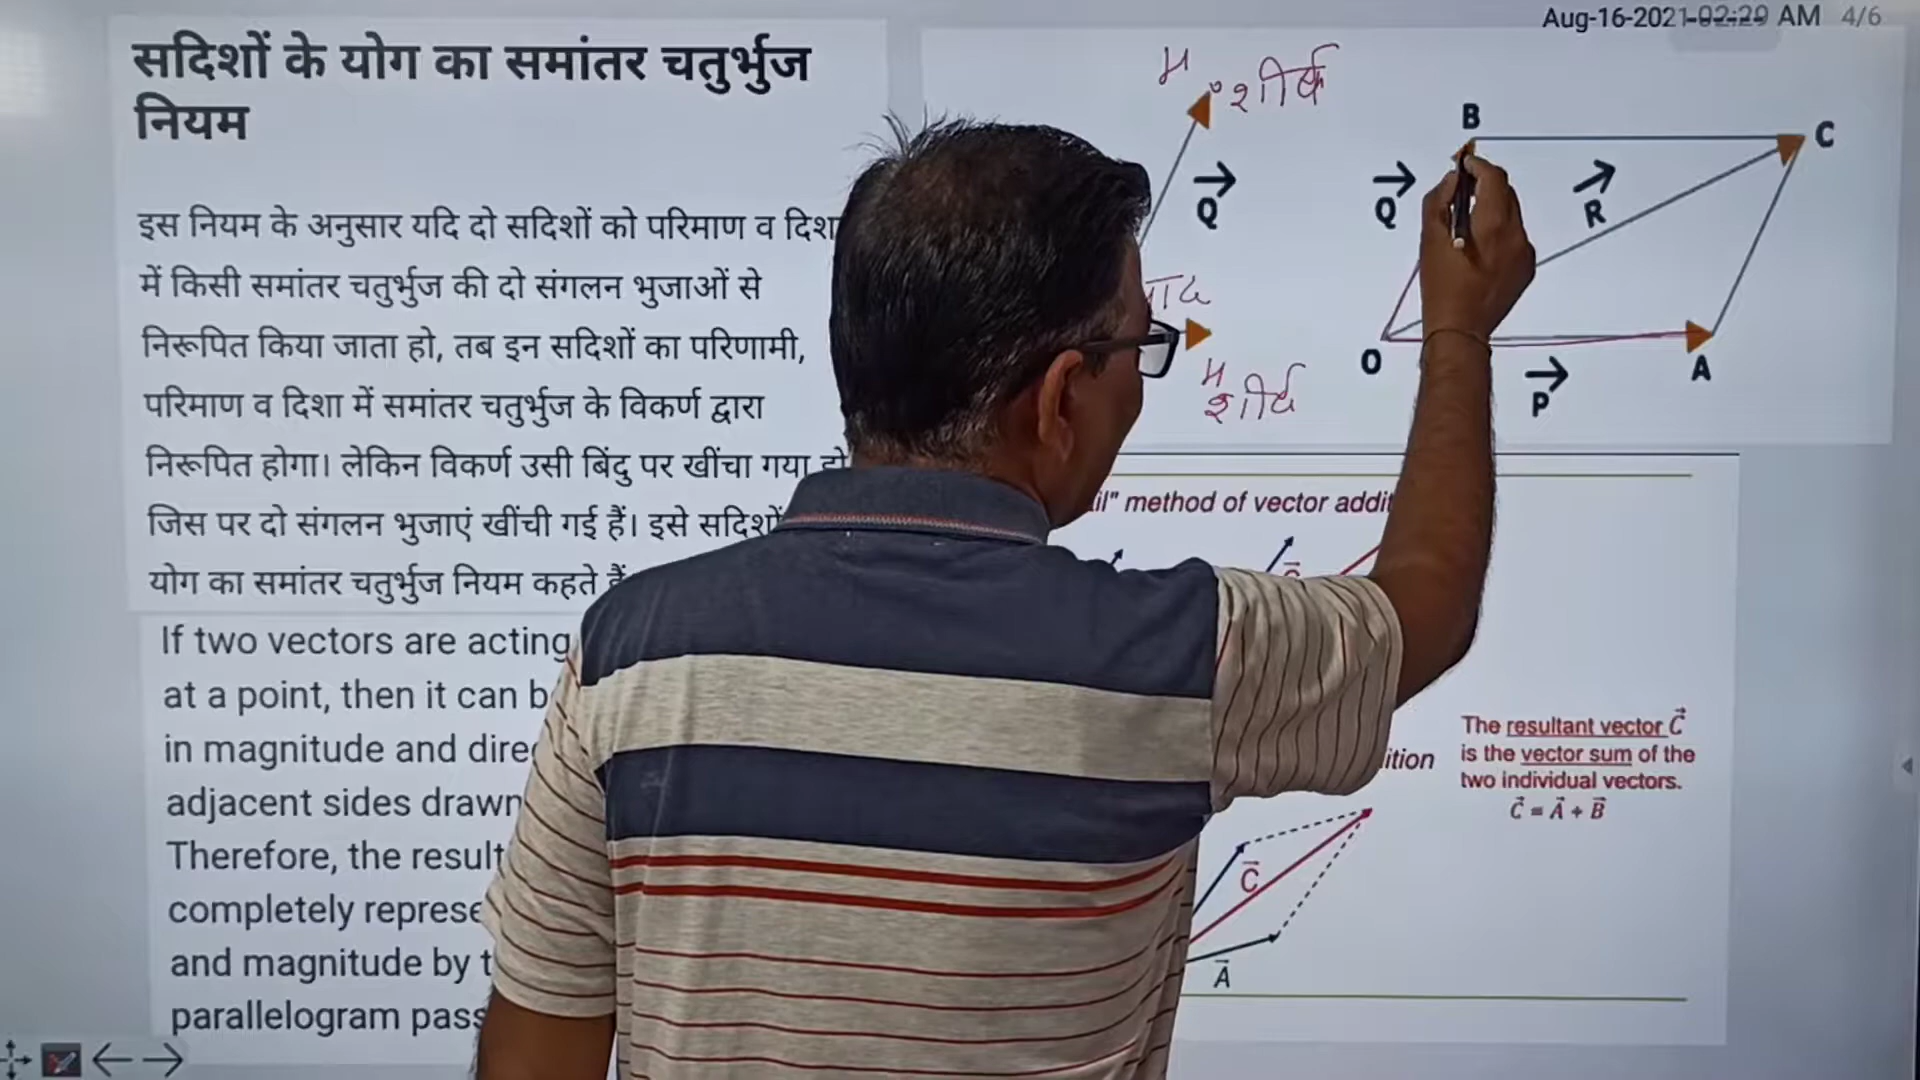 Aug-16-2021-02:29 AM 4/6
सदिशों के योग का समांतर चतुर्भुज
नियम
इस नियम के अनुसार यदि दो सदिशों को परिमाण व दिशा
में किसी समांतर चतुर्भुज की दो संगलन भुजाओं से
निरूपित किया जाता हो, तब इन सदिशों का परिणामी,
परिमाण व दिशा में समांतर चतुर्भुज के विकर्ण द्वारा
निरूपित होगा। लेकिन विकर्ण उसी बिंदु पर खींचा गया हो
जिस पर दो संगलन भुजाएं खींची गई हैं। इसे सदिशों
योग का समांतर चतुर्भुज नियम कहते हैं
If two vectors are acting
at a point, then it can b
in magnitude and dire
adjacent sides drawn
Therefore, the result
completely represe
and magnitude by t
parallelogram pass
शीर्ष
Q
शीर्ष
B
C
Q
R
O
A
P
il" method of vector addit
ition
The resultant vector C
is the vector sum of the
two individual vectors.
C = A + B
C
A